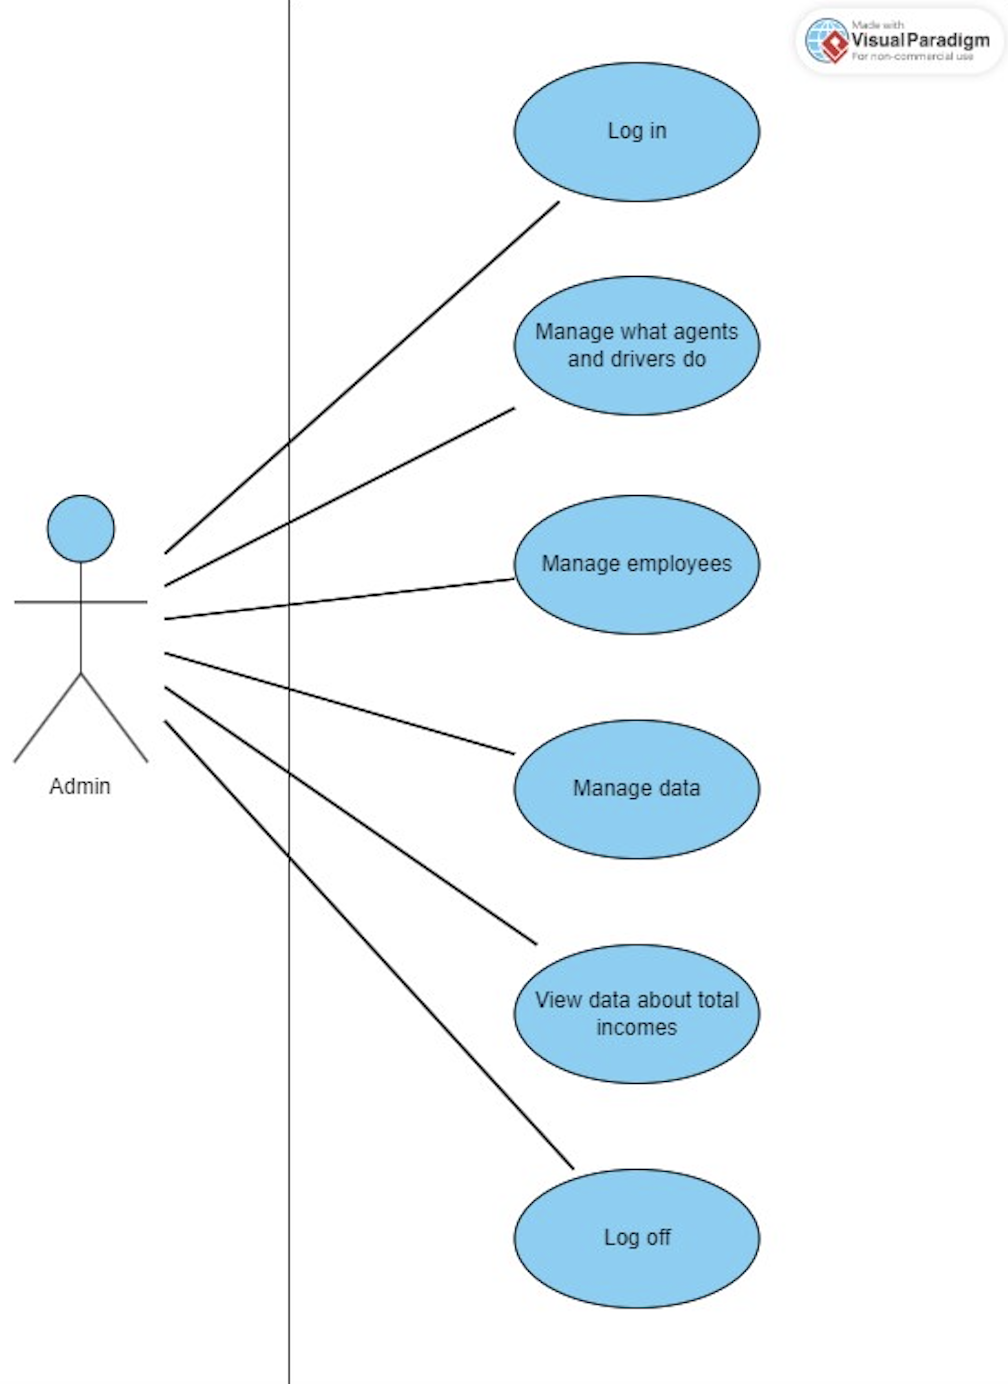 Made with
Visual Paradigm
For non-commercial use
Log in
Manage what agents
and drivers do
Manage employees
Admin
Manage data
View data about total
incomes
Log off